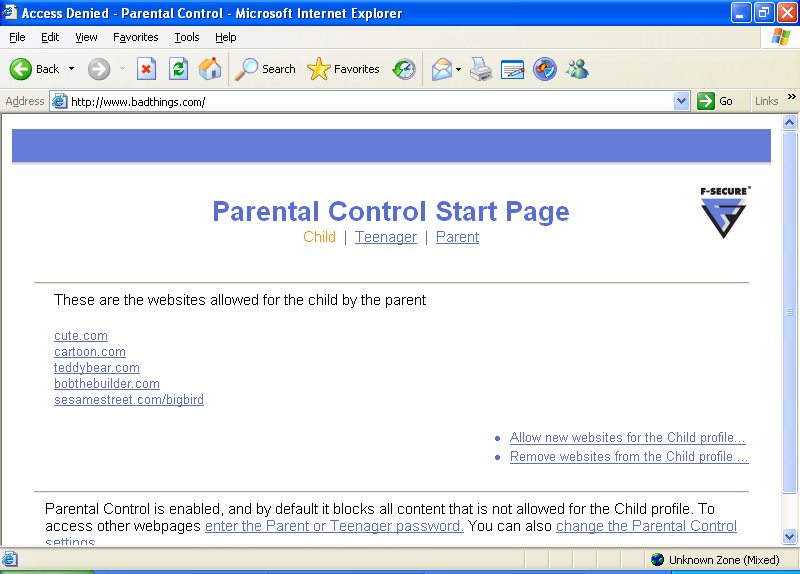 Access Denied - Parental Control - Microsoft Internet Explorer
File Edit View Favorites Tools Help
Back Search Favorites
Address http://www.badthings.com/ Go Links »
F-SECURE®
Parental Control Start Page
Child | Teenager | Parent
These are the websites allowed for the child by the parent
cute.com
cartoon.com
teddybear.com
bobthebuilder.com
sesamestreet.com/bigbird
• Allow new websites for the Child profile...
• Remove websites from the Child profile ...
Parental Control is enabled, and by default it blocks all content that is not allowed for the Child profile. To
access other webpages enter the Parent or Teenager password. You can also change the Parental Control
settings
Unknown Zone (Mixed)